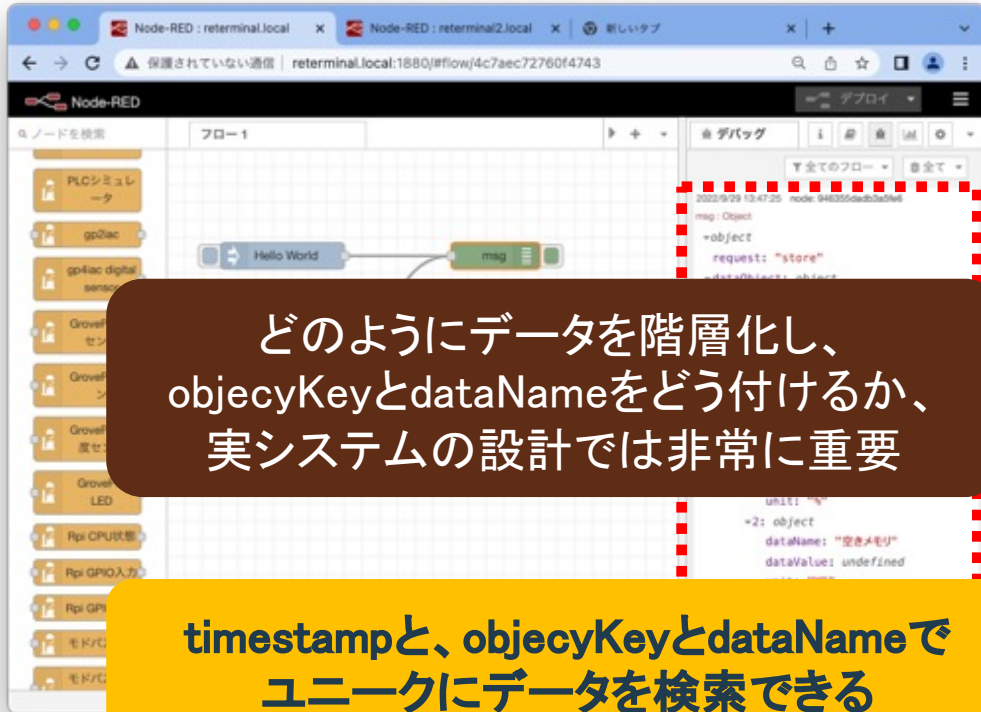 Node-RED : reterminal.local
Node-RED : reterminal2.local
新しいタブ
保護されていない通信 | reterminal.local:1880/#flow/4c7aec72760f4743
Node-RED
デプロイ
ノードを検索
フロー 1
デバッグ
全てのフロー
全て
PLCシミュレ
ータ
gp2iac
gp4iac digital
sensor
Hello World
msg
2022/9/29 13:47:25 node: 946355dadb3a5fe6
msg : Object
object
request: "store"
dataObject: object
どのようにデータを階層化し、
objecyKeyとdataNameをどう付けるか、
実システムの設計では非常に重要
LED
Rpi CPU状態
Rpi GPIO入力
unit: "%"
2: object
dataName: "空きメモリ"
dataValue: undefined
timestampと、objecyKeyとdataNameで
ユニークにデータを検索できる